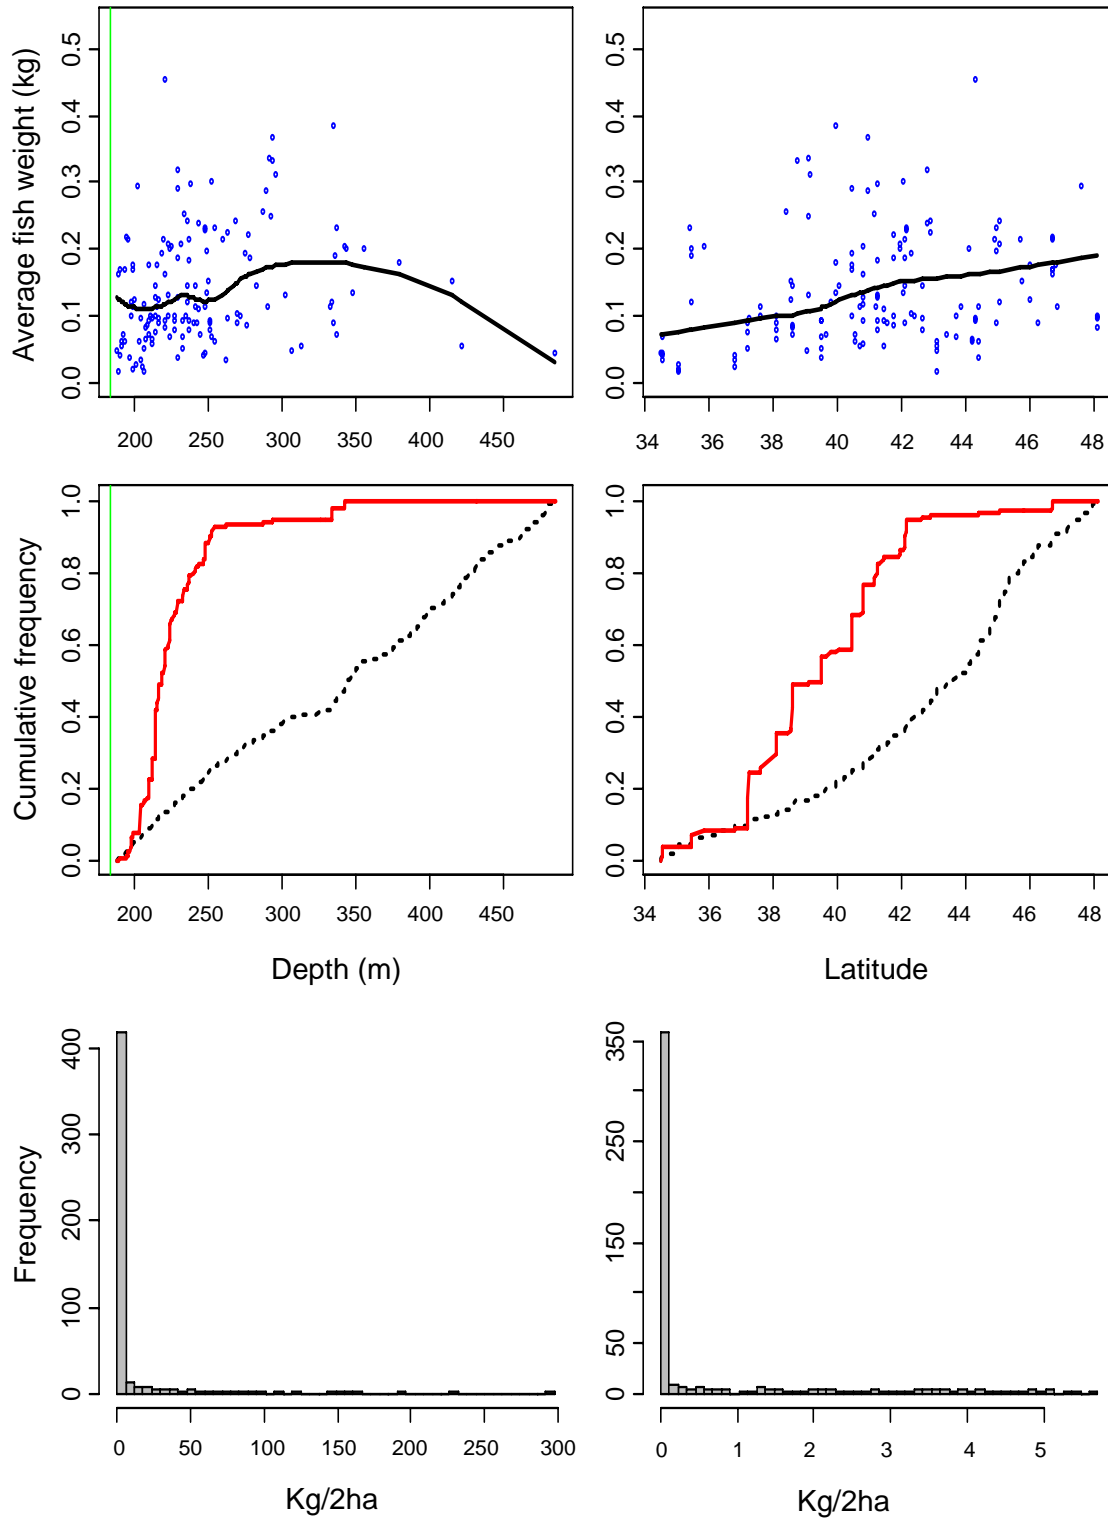 Average fish weight (kg)
0.0 0.1 0.2 0.3 0.4 0.5
200 250 300 350 400 450
0.0 0.1 0.2 0.3 0.4 0.5
34 36 38 40 42 44 46 48
Cumulative frequency
0.0 0.2 0.4 0.6 0.8 1.0
200 250 300 350 400 450
Depth (m)
0.0 0.2 0.4 0.6 0.8 1.0
34 36 38 40 42 44 46 48
Latitude
Frequency
0 100 200 300 400
0 50 100 150 200 250 300
Kg/2ha
0 50 150 250 350
0 1 2 3 4 5
Kg/2ha